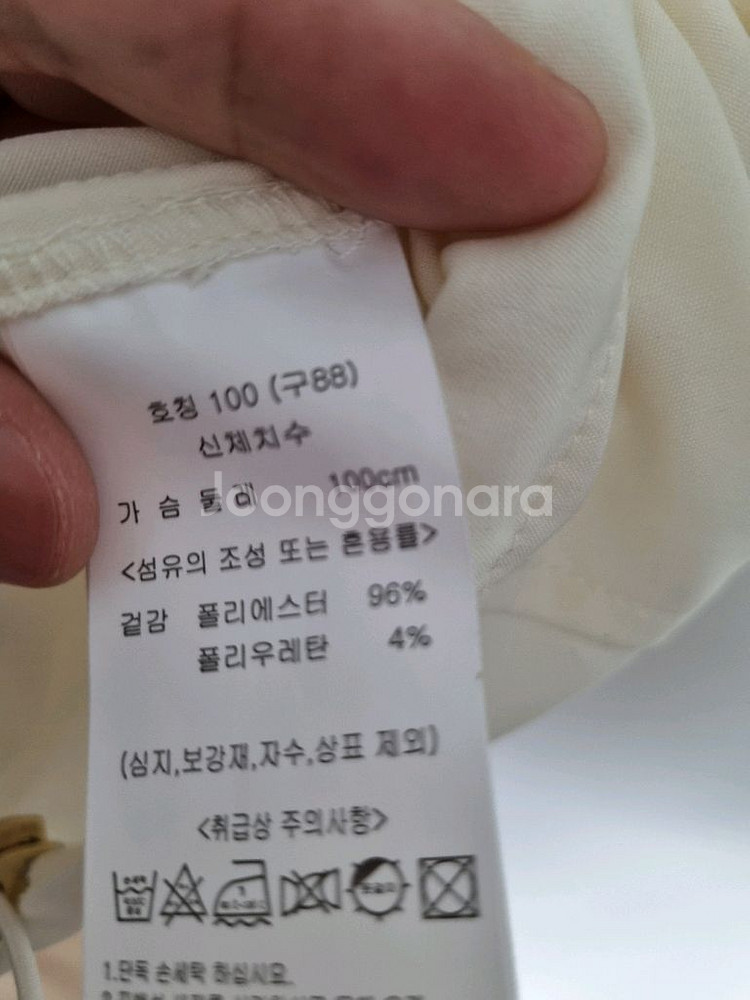 호칭 100 (구88)
신체치수
가 슴 둘 레 100cm
joonggonara
<섬유의 조성 또는 혼용률>
겉감 폴리에스터 96%
폴리우레탄 4%
(심지,보강재,자수,상표 제외)
<취급상 주의사항>
1.단독 손세탁 하십시요.